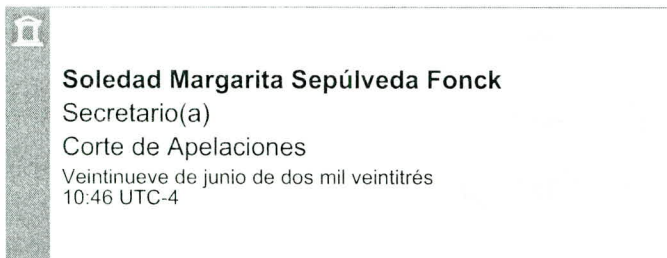 Soledad Margarita Sepúlveda Fonck
Secretario(a)
Corte de Apelaciones
Veintinueve de junio de dos mil veintitrés
10:46 UTC-4